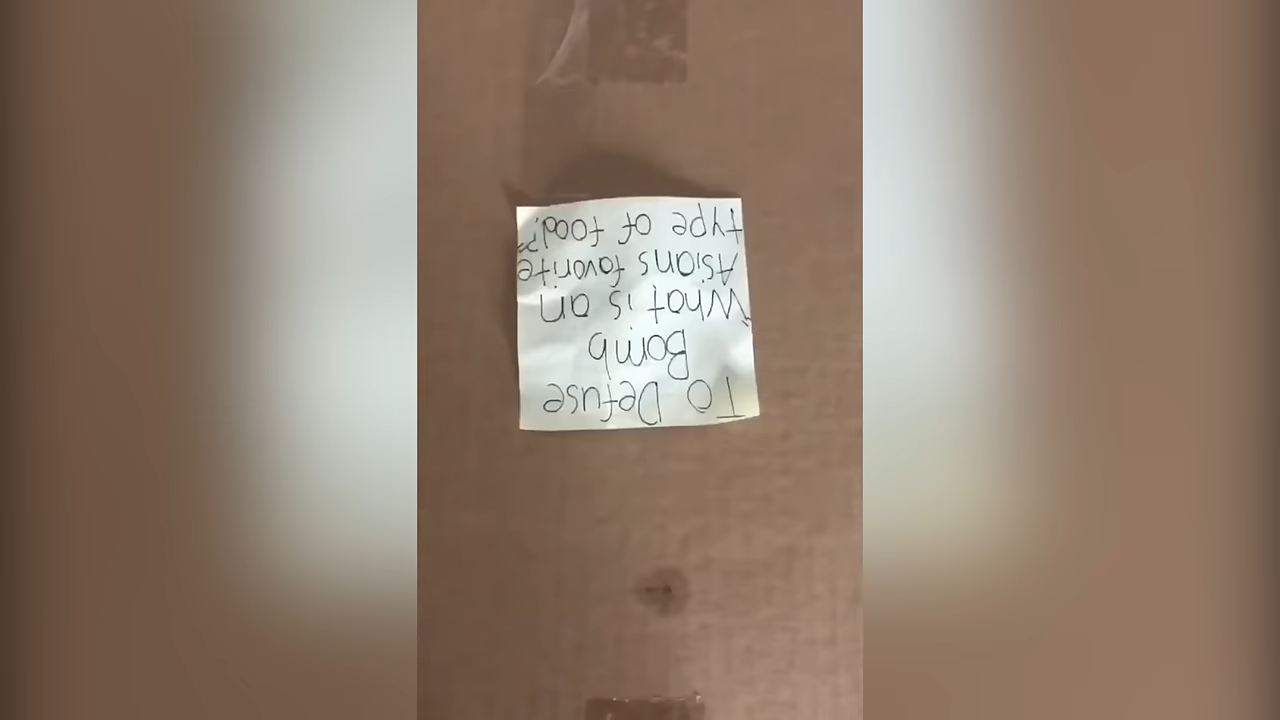 To Defuse
Bomb
"What is an
Asians favorite
type of food?"